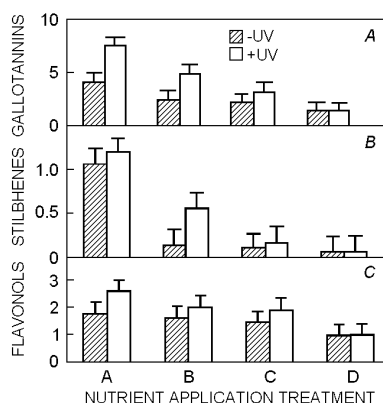 GALLOTANNINS
10
5
0
-UV
+UV
A
STILBHENES
1.0
0.5
0
B
FLAVONOLS
3
2
1
0
C
A B C D
NUTRIENT APPLICATION TREATMENT